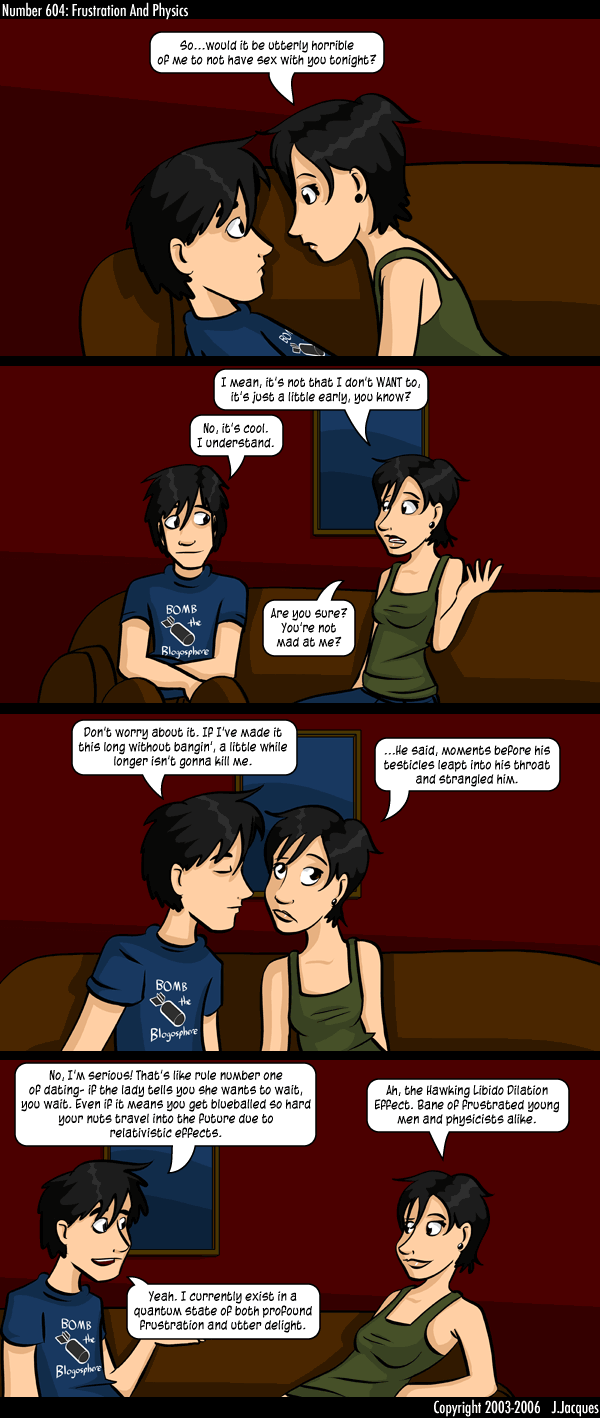 Number 604: Frustration And Physics
So...would it be utterly horrible
of me to not have sex with you tonight?
BOMB
I mean, it's not that I don't WANT to,
it's just a little early, you know?
No, it's cool.
I understand.
Are you sure?
You're not
mad at me?
BOMB
the
Blogosphere
Don't worry about it. If I've made it
this long without bangin', a little while
longer isn't gonna kill me.
...He said, moments before his
testicles leapt into his throat
and strangled him.
BOMB
the
Blogosphere
No, I'm serious! That's like rule number one
of dating- if the lady tells you she wants to wait,
you wait. Even if it means you get blueballed so hard
your nuts travel into the future due to
relativistic effects.
Ah, the Hawking Libido Dilation
Effect. Bane of frustrated young
men and physicists alike.
Yeah. I currently exist in a
quantum state of both profound
frustration and utter delight.
BOMB
the
Blogosphere
Copyright 2003-2006 J.Jacques